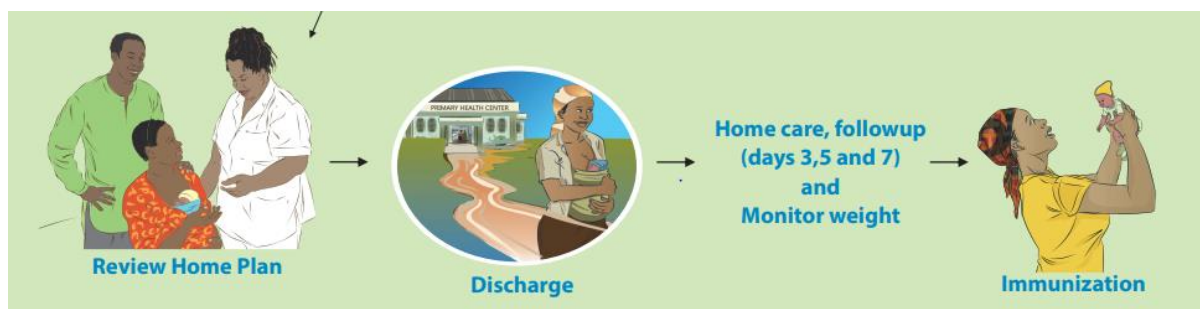 PRIMARY HEALTH CENTER
Review Home Plan
Discharge
Home care, followup
(days 3,5 and 7)
and
Monitor weight
Immunization